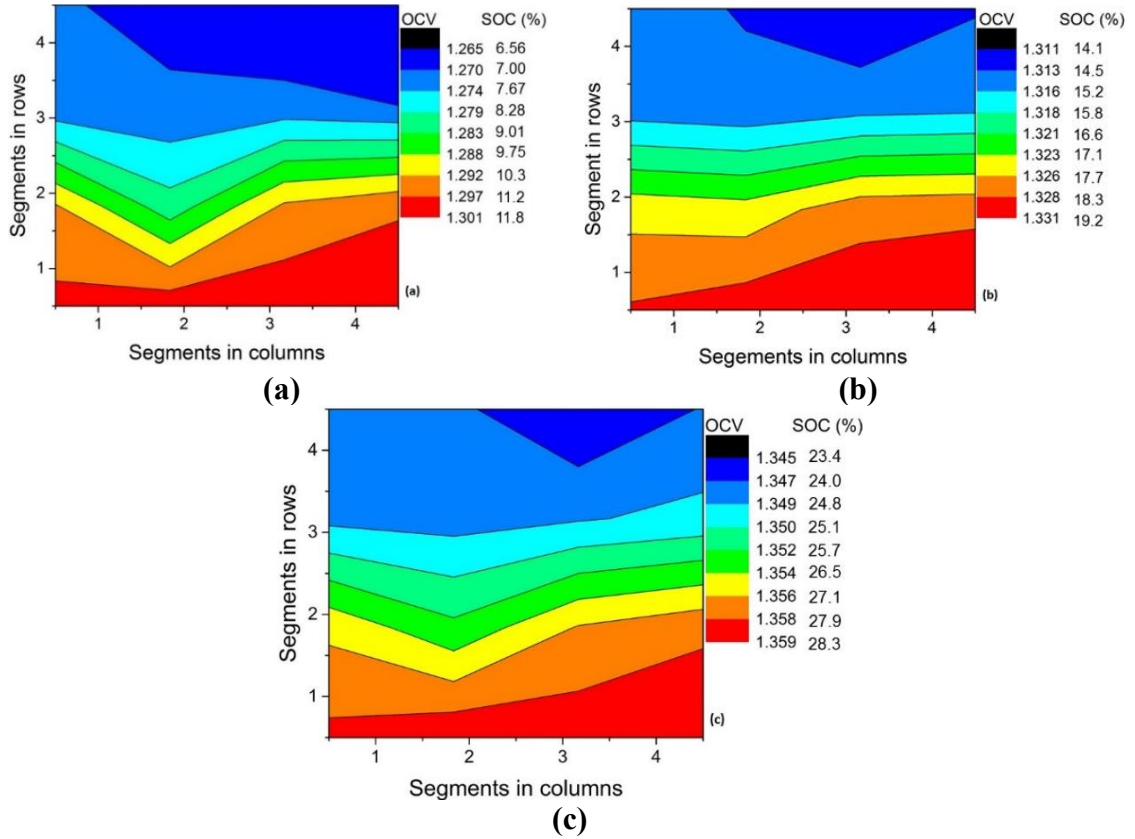 OCV SOC (%)
4
3
2
1
Segments in rows
1.265 6.56
1.270 7.00
1.274 7.67
1.279 8.28
1.283 9.01
1.288 9.75
1.292 10.3
1.297 11.2
1.301 11.8
(a)
1 2 3 4
Segments in columns
(a)
OCV SOC (%)
4
3
2
1
Segment in rows
1.311 14.1
1.313 14.5
1.316 15.2
1.318 15.8
1.321 16.6
1.323 17.1
1.326 17.7
1.328 18.3
1.331 19.2
(b)
1 2 3 4
Segements in columns
(b)
OCV SOC (%)
4
3
2
1
Segments in rows
1.345 23.4
1.347 24.0
1.349 24.8
1.350 25.1
1.352 25.7
1.354 26.5
1.356 27.1
1.358 27.9
1.359 28.3
(c)
1 2 3 4
Segments in columns
(c)